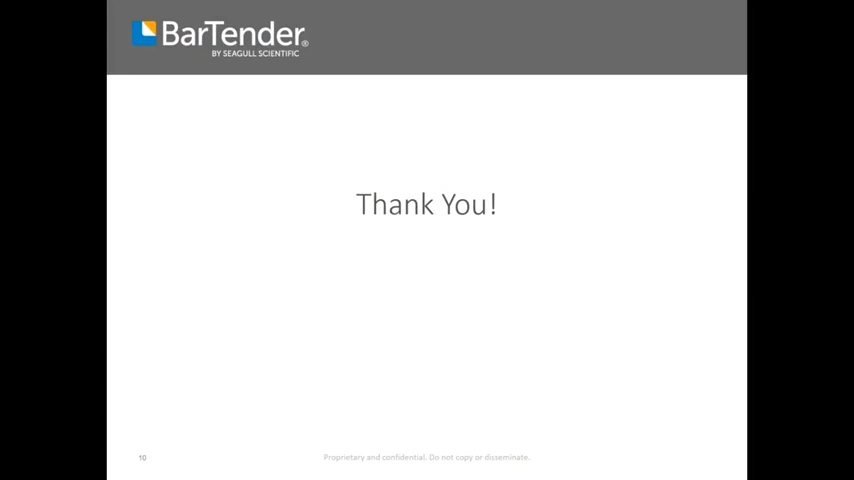 BarTender®
BY SEAGULL SCIENTIFIC
Thank You!
10
Proprietary and confidential. Do not copy or disseminate.